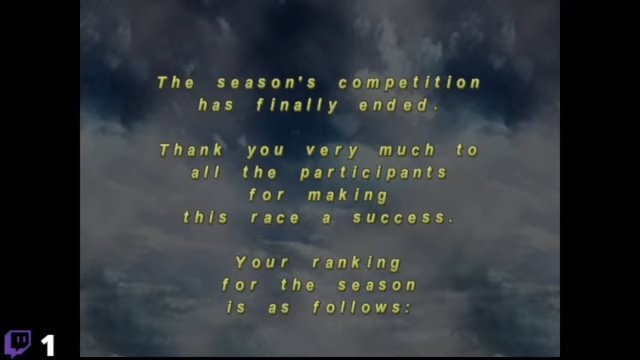 The season's competition
has finally ended.
Thank you very much to
all the participants
for making
this race a success.
Your ranking
for the season
is as follows:
1